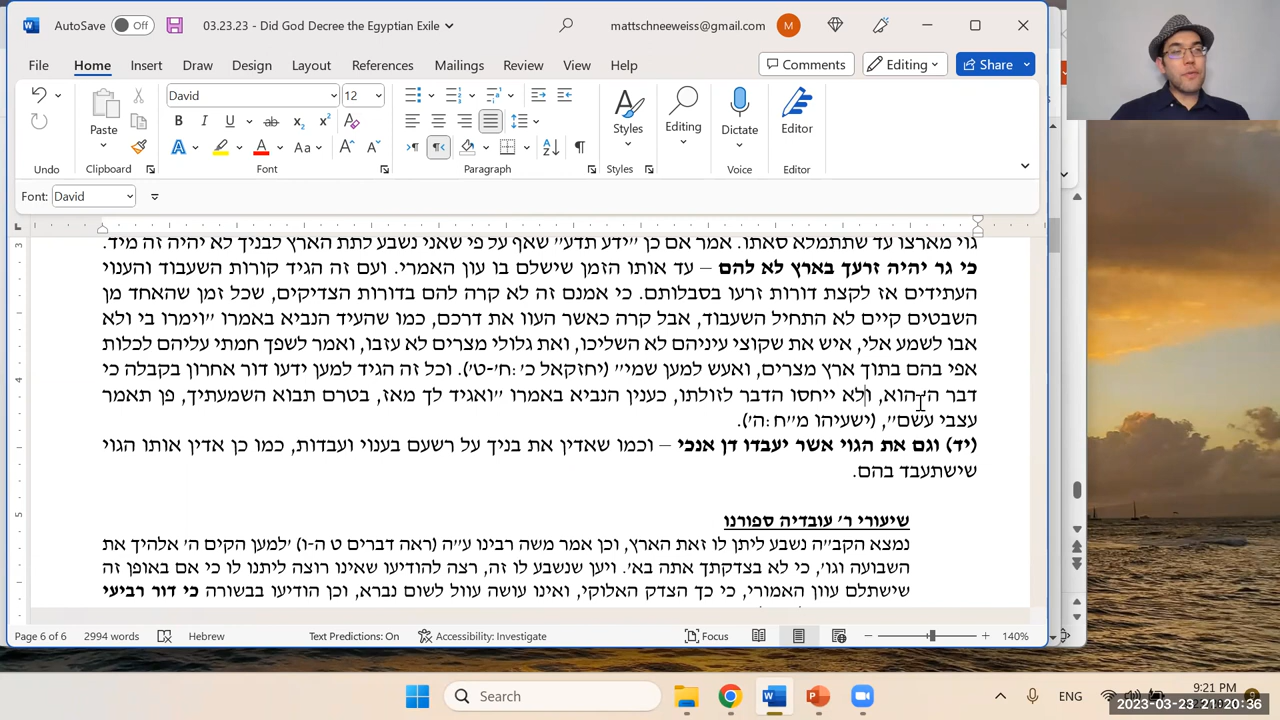 AutoSave Off 03.23.23 - Did God Decree the Egyptian Exile mattschneeweiss@gmail.com M
File Home Insert Draw Design Layout References Mailings Review View Help Comments Editing Share
David 12
Paste Styles Editing Dictate Editor
Undo Clipboard Font Paragraph Styles Voice Editor
Font: David
גוי מארצו עד שתתמלא סאתו. אמר אם כן "ידע תדע" שאף על פי שאני נשבע לתת הארץ לבניך לא יהיה זה מיד.
כי גר יהיה זרעך בארץ לא להם – עד אותו הזמן שישלם בו עון האמרי. ועם זה הגיד קורות השעבוד והענוי
העתידים אז לקצת דורות זרעו בסבלותם. כי אמנם זה לא קרה להם בדורות הצדיקים, שכל זמן שהאחד מן
השבטים קיים לא התחיל השעבוד, אבל קרה כאשר העוו את דרכם, כמו שהעיד הנביא באמרו "וימרו בי ולא
אבו לשמע אלי, איש את שקוצי עיניהם לא השליכו, ואת גלולי מצרים לא עזבו, ואמר לשפך חמתי עליהם לכלות
אפי בהם בתוך ארץ מצרים, ואעש למען שמי" (יחזקאל כ':ח'-ט'). וכל זה הגיד למען ידעו דור אחרון בקבלה כי
דבר ה' הוא, ולא ייחסו הדבר לזולתו, כענין הנביא באמרו "ואגיד לך מאז, בטרם תבוא השמעתיך, פן תאמר
עצבי עשם", (ישעיהו מ"ח:ה').
(יד) וגם את הגוי אשר יעבדו דן אנכי – וכמו שאדין את בניך על רשעם בענוי ועבדות, כמו כן אדין אותו הגוי
שישתעבד בהם.
שיעורי ר' עובדיה ספורנו
נמצא הקב"ה נשבע ליתן לו זאת הארץ, וכן אמר משה רבינו ע"ה (ראה דברים ט ה-ו) 'למען הקים ה' אלהיך את
השבועה וגו', כי לא בצדקתך אתה בא'. ויען שנשבע לו זה, רצה להודיעו שאינו רוצה ליתנו לו כי אם באופן זה
שישתלם עוון האמורי, כי כך הצדק האלוקי, ואינו עושה עוול לשום נברא, וכן הודיעו בבשורה כי דור רביעי
Page 6 of 6 2994 words Hebrew Text Predictions: On Accessibility: Investigate Focus 140%
Search ENG 9:21 PM
2023-03-23 21:20:36